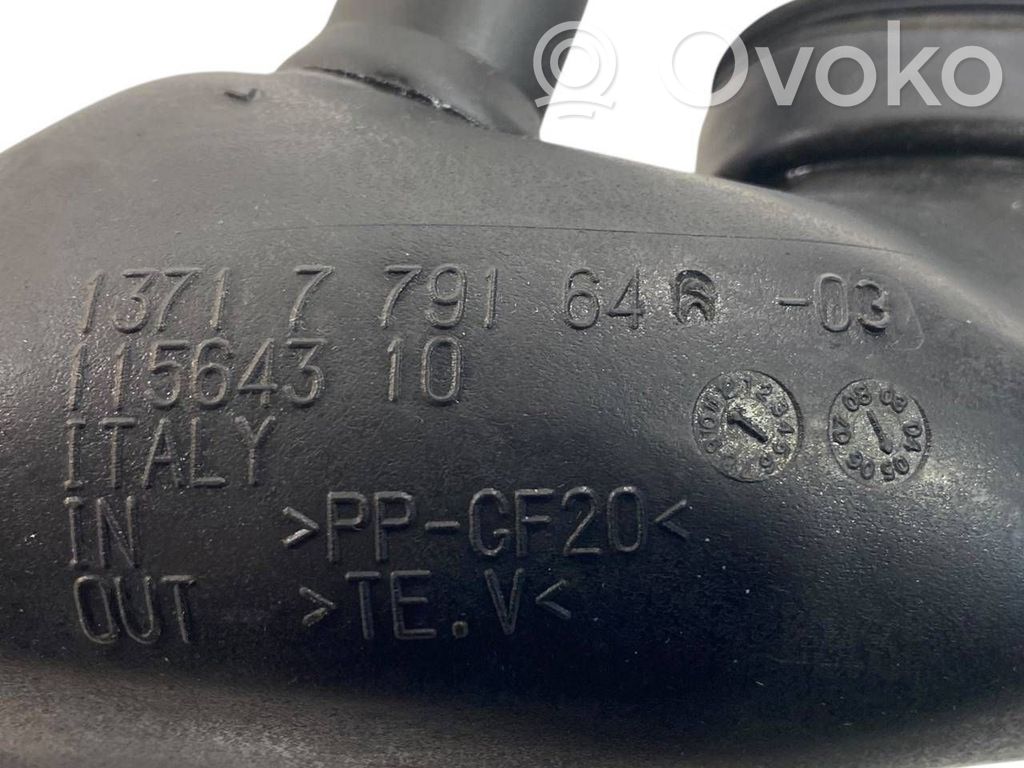 Ovoko
1371 7 791 64 -03
115643 10
ITALY
IN >PP-GF20<
OUT >TE.V<